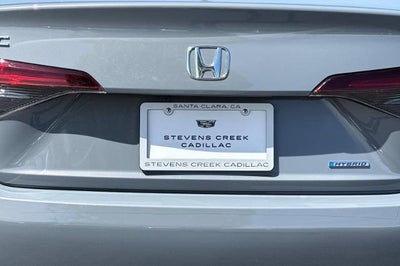 SANTA CLARA, CA
STEVENS CREEK
CADILLAC
STEVENS CREEK CADILLAC
HYBRID